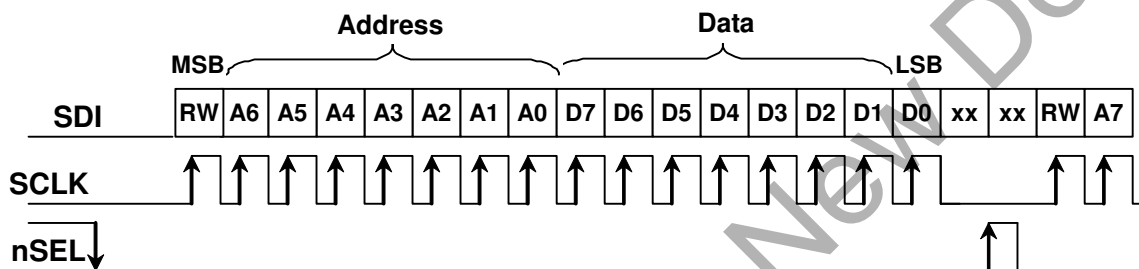 Address Data
MSB LSB
SDI RW A6 A5 A4 A3 A2 A1 A0 D7 D6 D5 D4 D3 D2 D1 D0 xx xx RW A7
SCLK
nSEL
New